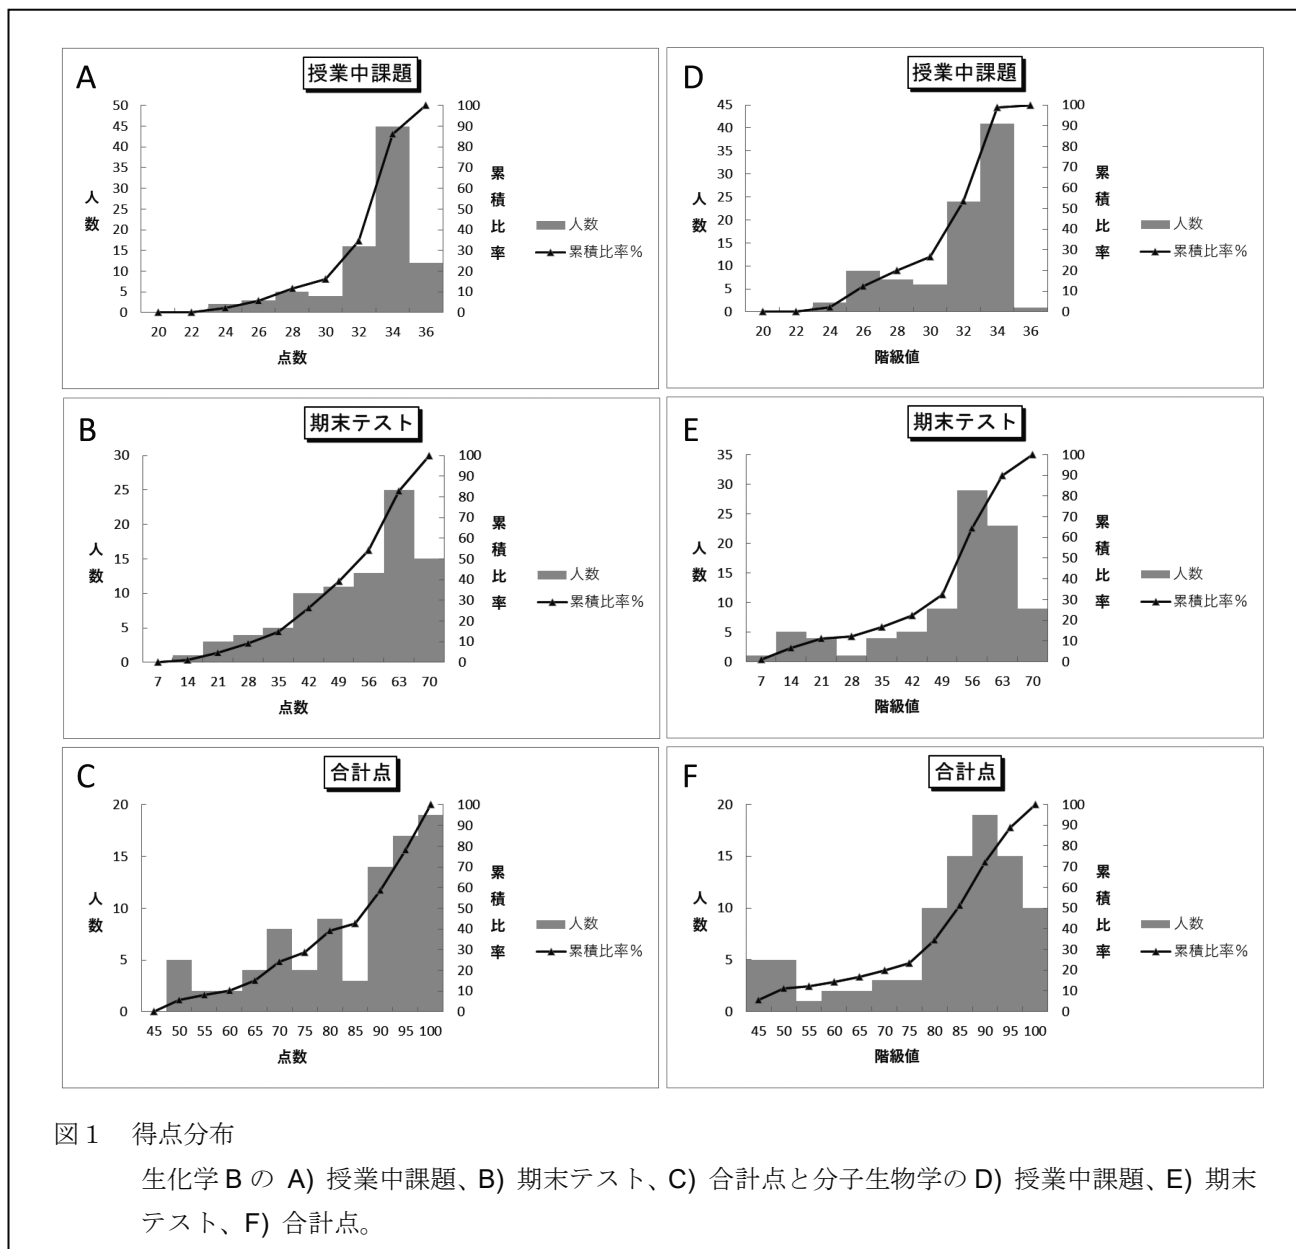 A
授業中課題
50
45
40
35
30
25
20
15
10
5
0
人数
100
90
80
70
60
50
40
30
20
10
0
累積比率
人数
累積比率%
20 22 24 26 28 30 32 34 36
点数
D
授業中課題
45
40
35
30
25
20
15
10
5
0
人数
100
90
80
70
60
50
40
30
20
10
0
累積比率
人数
累積比率%
20 22 24 26 28 30 32 34 36
階級値
B
期末テスト
30
25
20
15
10
5
0
人数
100
90
80
70
60
50
40
30
20
10
0
累積比率
人数
累積比率%
7 14 21 28 35 42 49 56 63 70
点数
E
期末テスト
35
30
25
20
15
10
5
0
人数
100
90
80
70
60
50
40
30
20
10
0
累積比率
人数
累積比率%
7 14 21 28 35 42 49 56 63 70
階級値
C
合計点
20
15
10
5
0
人数
100
90
80
70
60
50
40
30
20
10
0
累積比率
人数
累積比率%
45 50 55 60 65 70 75 80 85 90 95 100
点数
F
合計点
20
15
10
5
0
人数
100
90
80
70
60
50
40
30
20
10
0
累積比率
人数
累積比率%
45 50 55 60 65 70 75 80 85 90 95 100
階級値
図1 得点分布
生化学 B の A) 授業中課題、B) 期末テスト、C) 合計点と分子生物学の D) 授業中課題、E) 期末
テスト、F) 合計点。